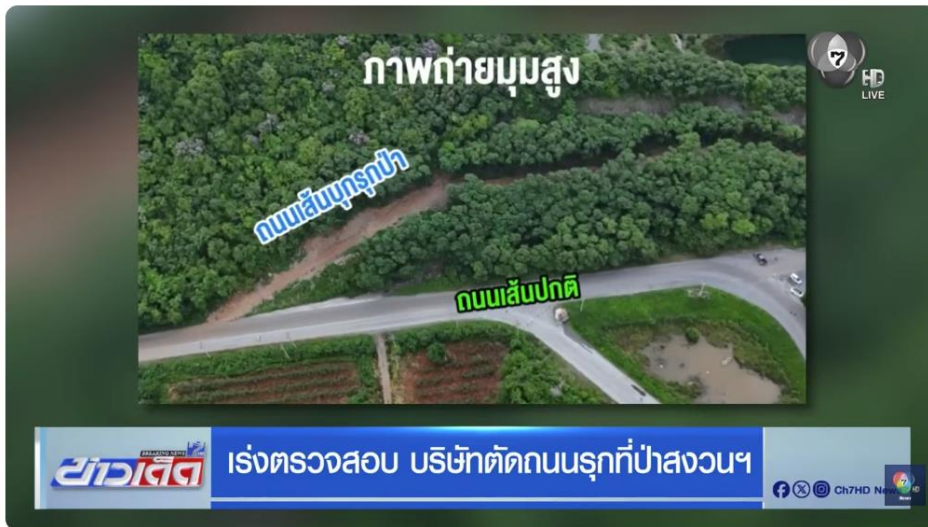 ภาพถ่ายมุมสูง
7
HD
LIVE
ถนนเส้นบุกรุกป่า
ถนนเส้นปกติ
BREAKING NEWS
ข่าวเด็ด
เร่งตรวจสอบ บริษัทตัดถนนรุกที่ป่าสงวนฯ
Ch7HD New
7 HD
News